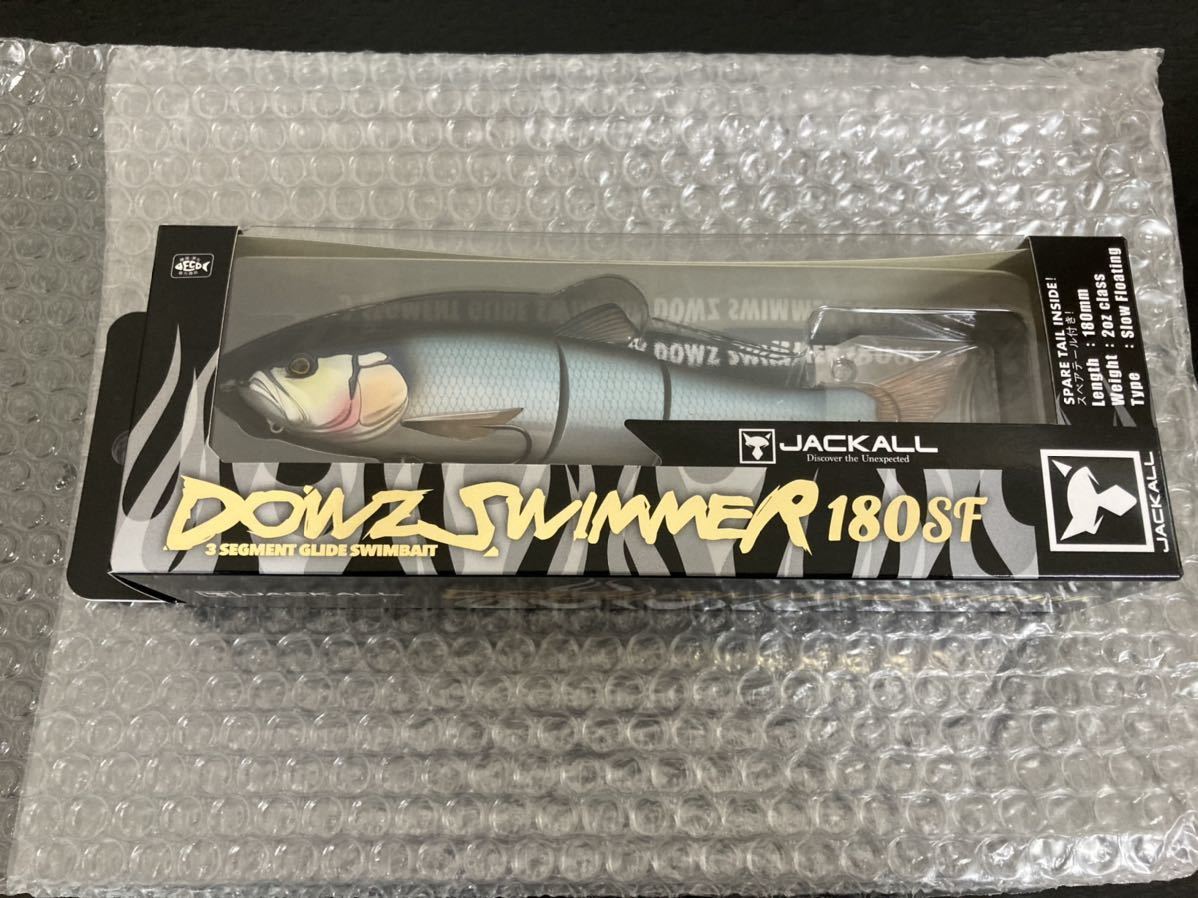 ECO
SPARE TAIL INSIDE!
スペアテール付き!
Length : 180mm
Weight : 2oz class
Type : Slow Floating
JACKALL
Discover the Unexpected
DOWZ SWIMMER 180SF
3 SEGMENT GLIDE SWIMBAIT
JACKALL